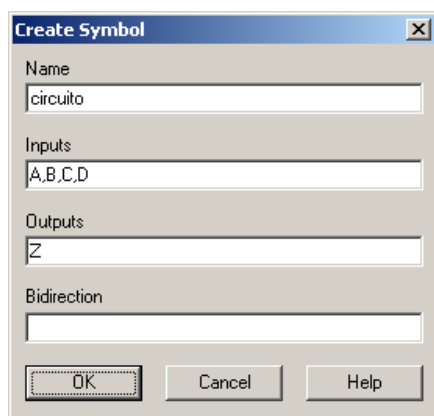 Create Symbol
Name
circuito
Inputs
A,B,C,D
Outputs
Z
Bidirection
OK Cancel Help